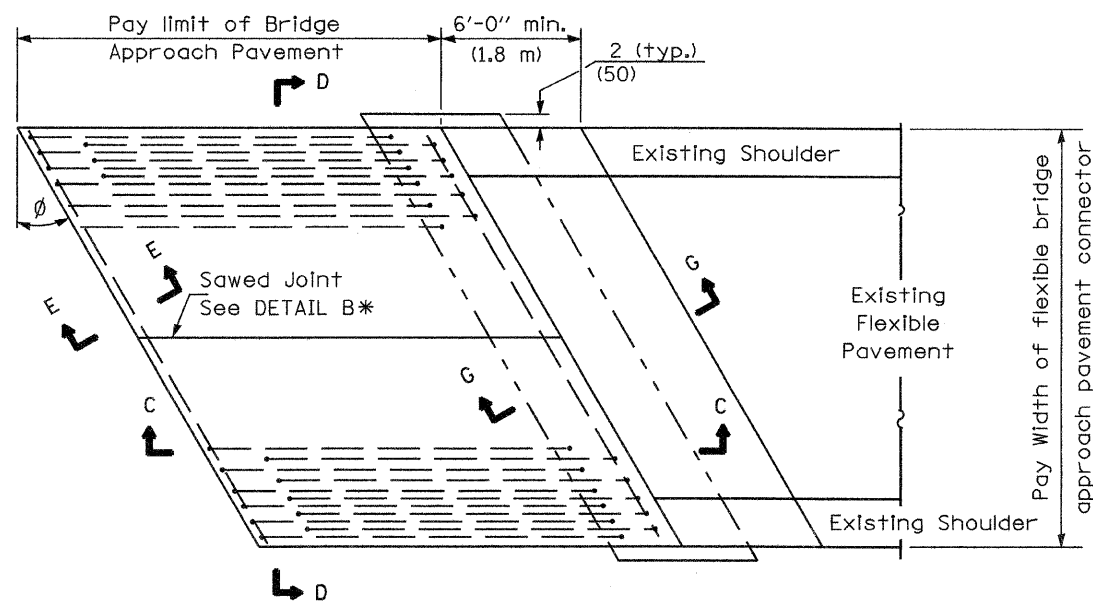 Pay limit of Bridge
Approach Pavement
6'-0" min.
(1.8 m)
2 (typ.)
(50)
D
Existing Shoulder
Ø
E
E
Sawed Joint
See DETAIL B*
G
Existing
Flexible
Pavement
G
C
C
Existing Shoulder
D
Pay Width of flexible bridge
approach pavement connector